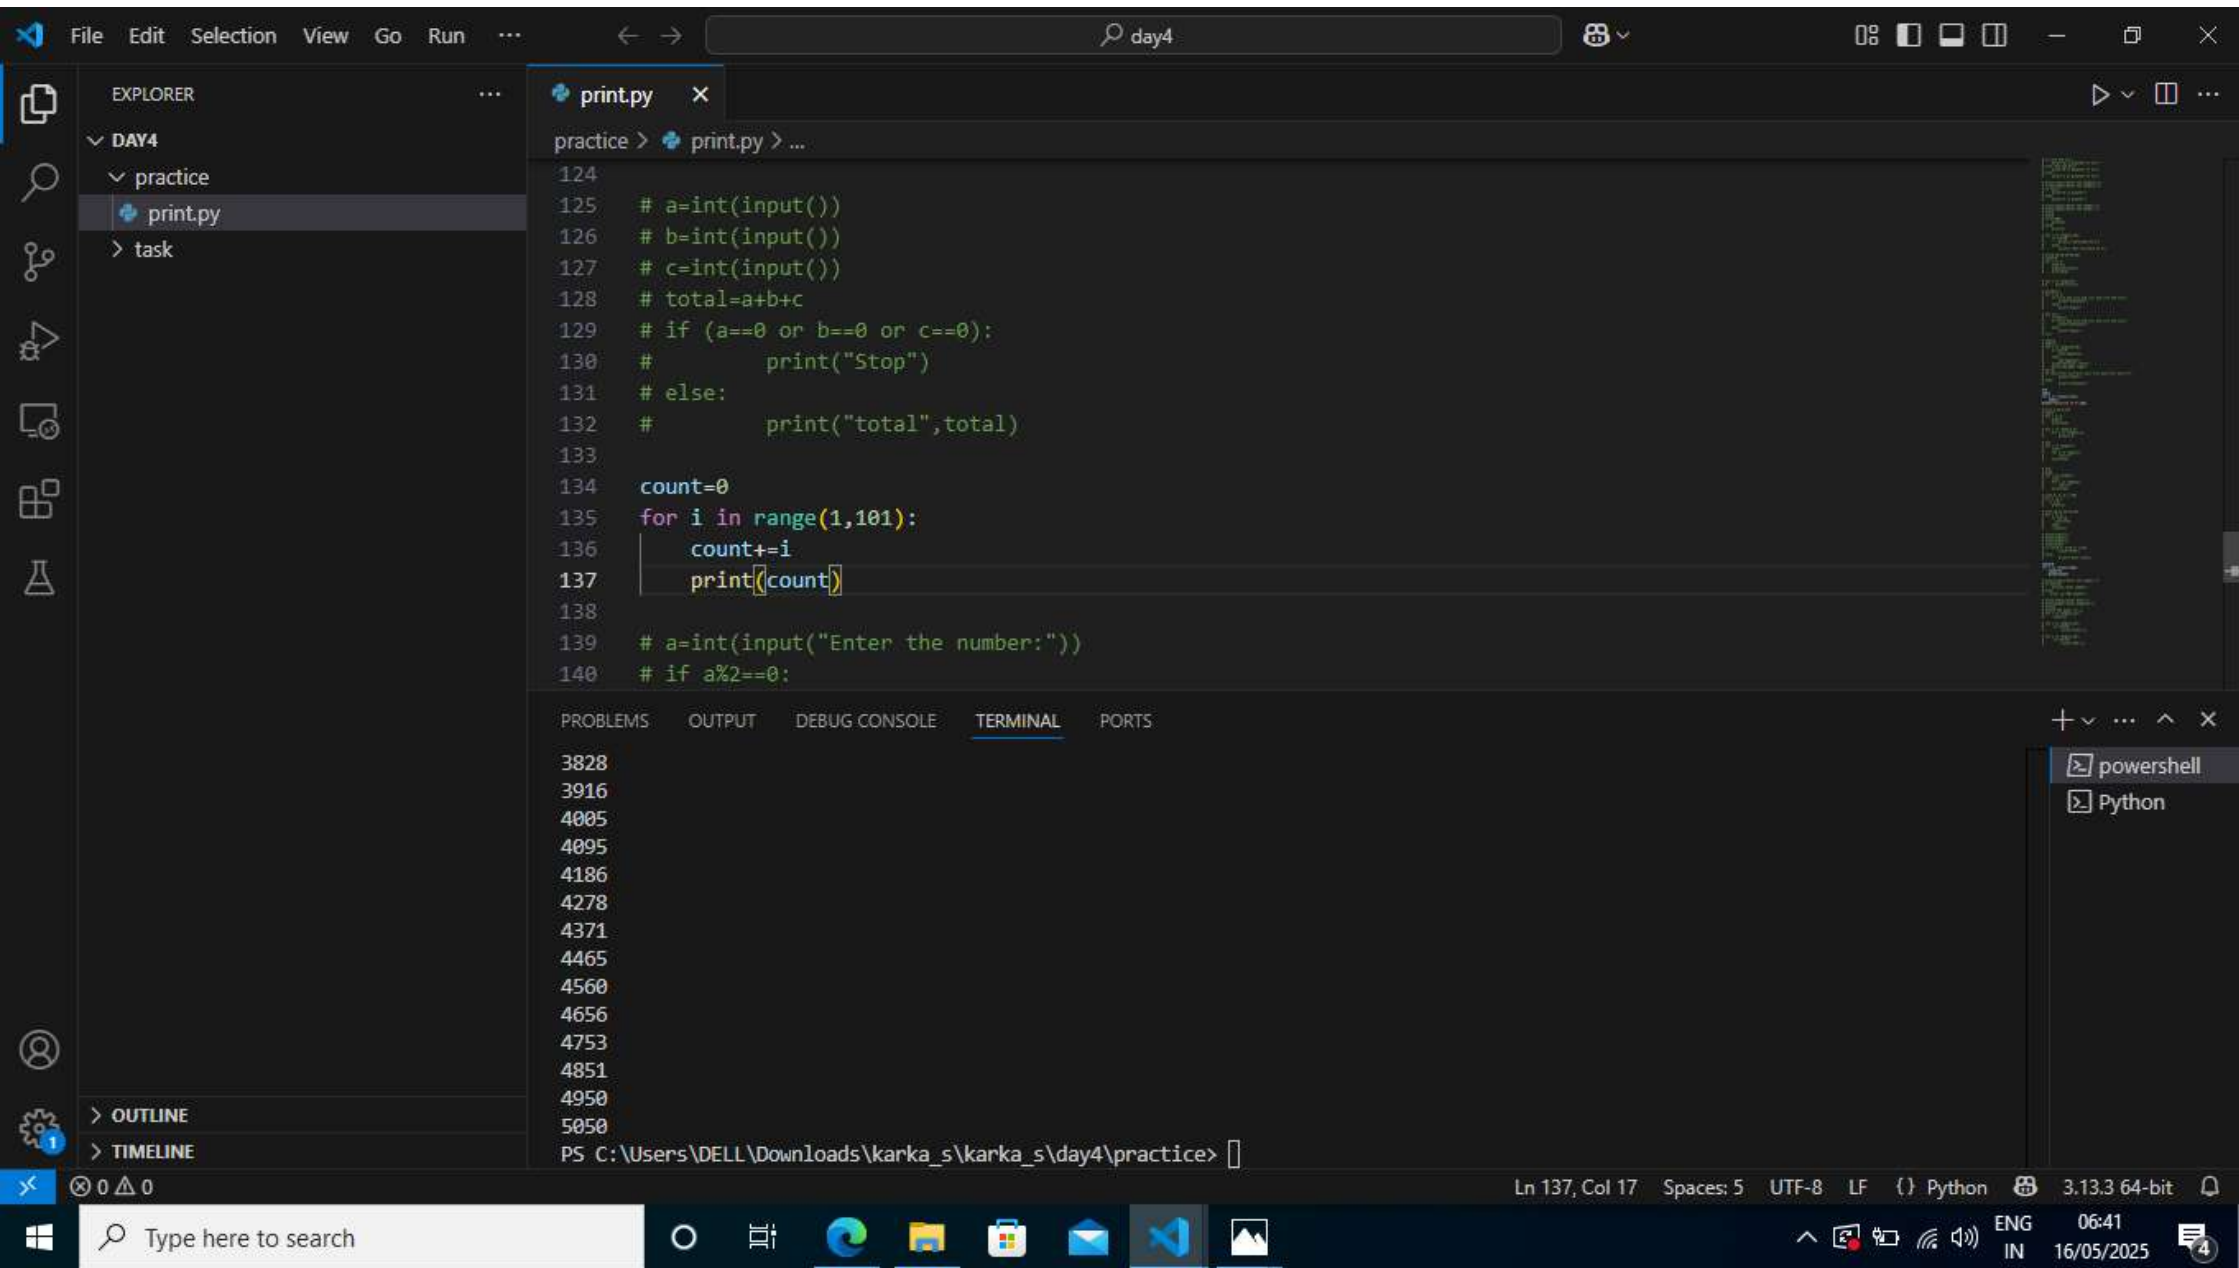 File Edit Selection View Go Run ···
day4
EXPLORER ···
DAY4
practice
print.py
task
OUTLINE
TIMELINE
print.py
practice > print.py > ...
124
125 # a=int(input())
126 # b=int(input())
127 # c=int(input())
128 # total=a+b+c
129 # if (a==0 or b==0 or c==0):
130 #         print("Stop")
131 # else:
132 #         print("total",total)
133
134 count=0
135 for i in range(1,101):
136     count+=i
137     print(count)
138
139 # a=int(input("Enter the number:"))
140 # if a%2==0:
PROBLEMS OUTPUT DEBUG CONSOLE TERMINAL PORTS
3828
3916
4005
4095
4186
4278
4371
4465
4560
4656
4753
4851
4950
5050
PS C:\Users\DELL\Downloads\karka_s\karka_s\day4\practice>
powershell
Python
1
0 0
Ln 137, Col 17 Spaces: 5 UTF-8 LF {} Python 3.13.3 64-bit
Type here to search
ENG
IN
06:41
16/05/2025
4